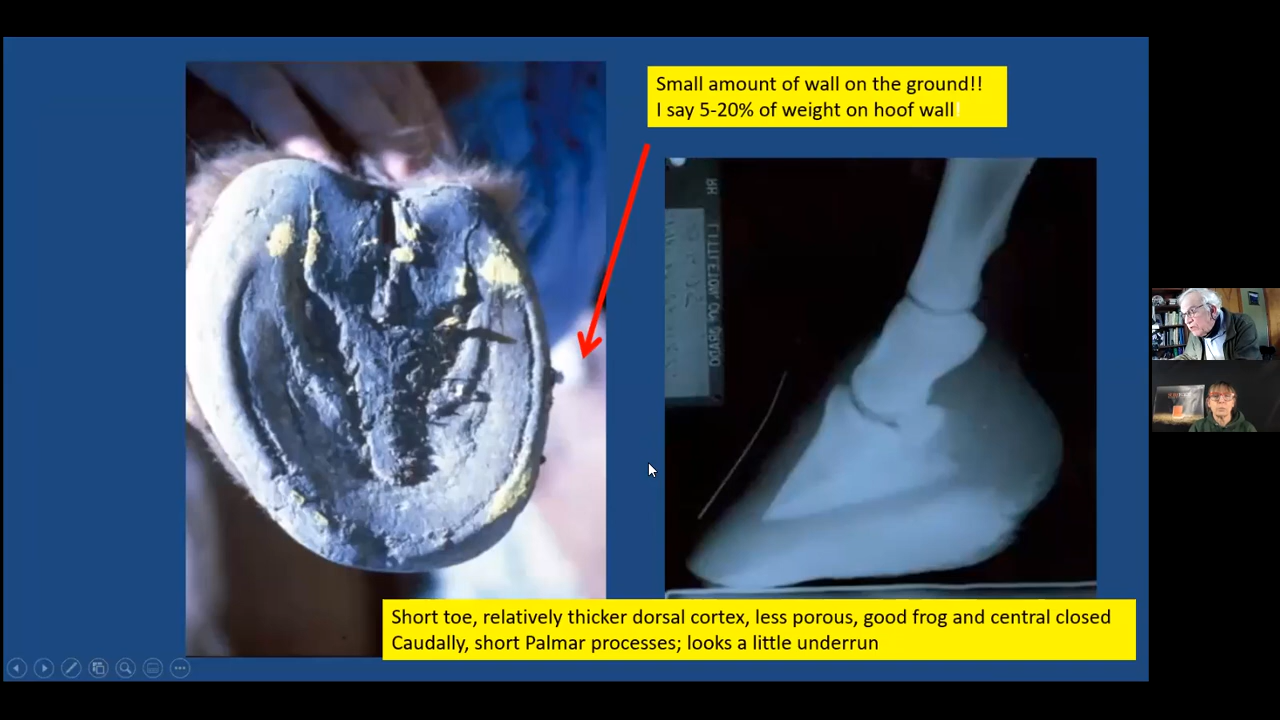 Small amount of wall on the ground!!
I say 5-20% of weight on hoof wall!
Short toe, relatively thicker dorsal cortex, less porous, good frog and central closed
Caudally, short Palmar processes; looks a little underrun